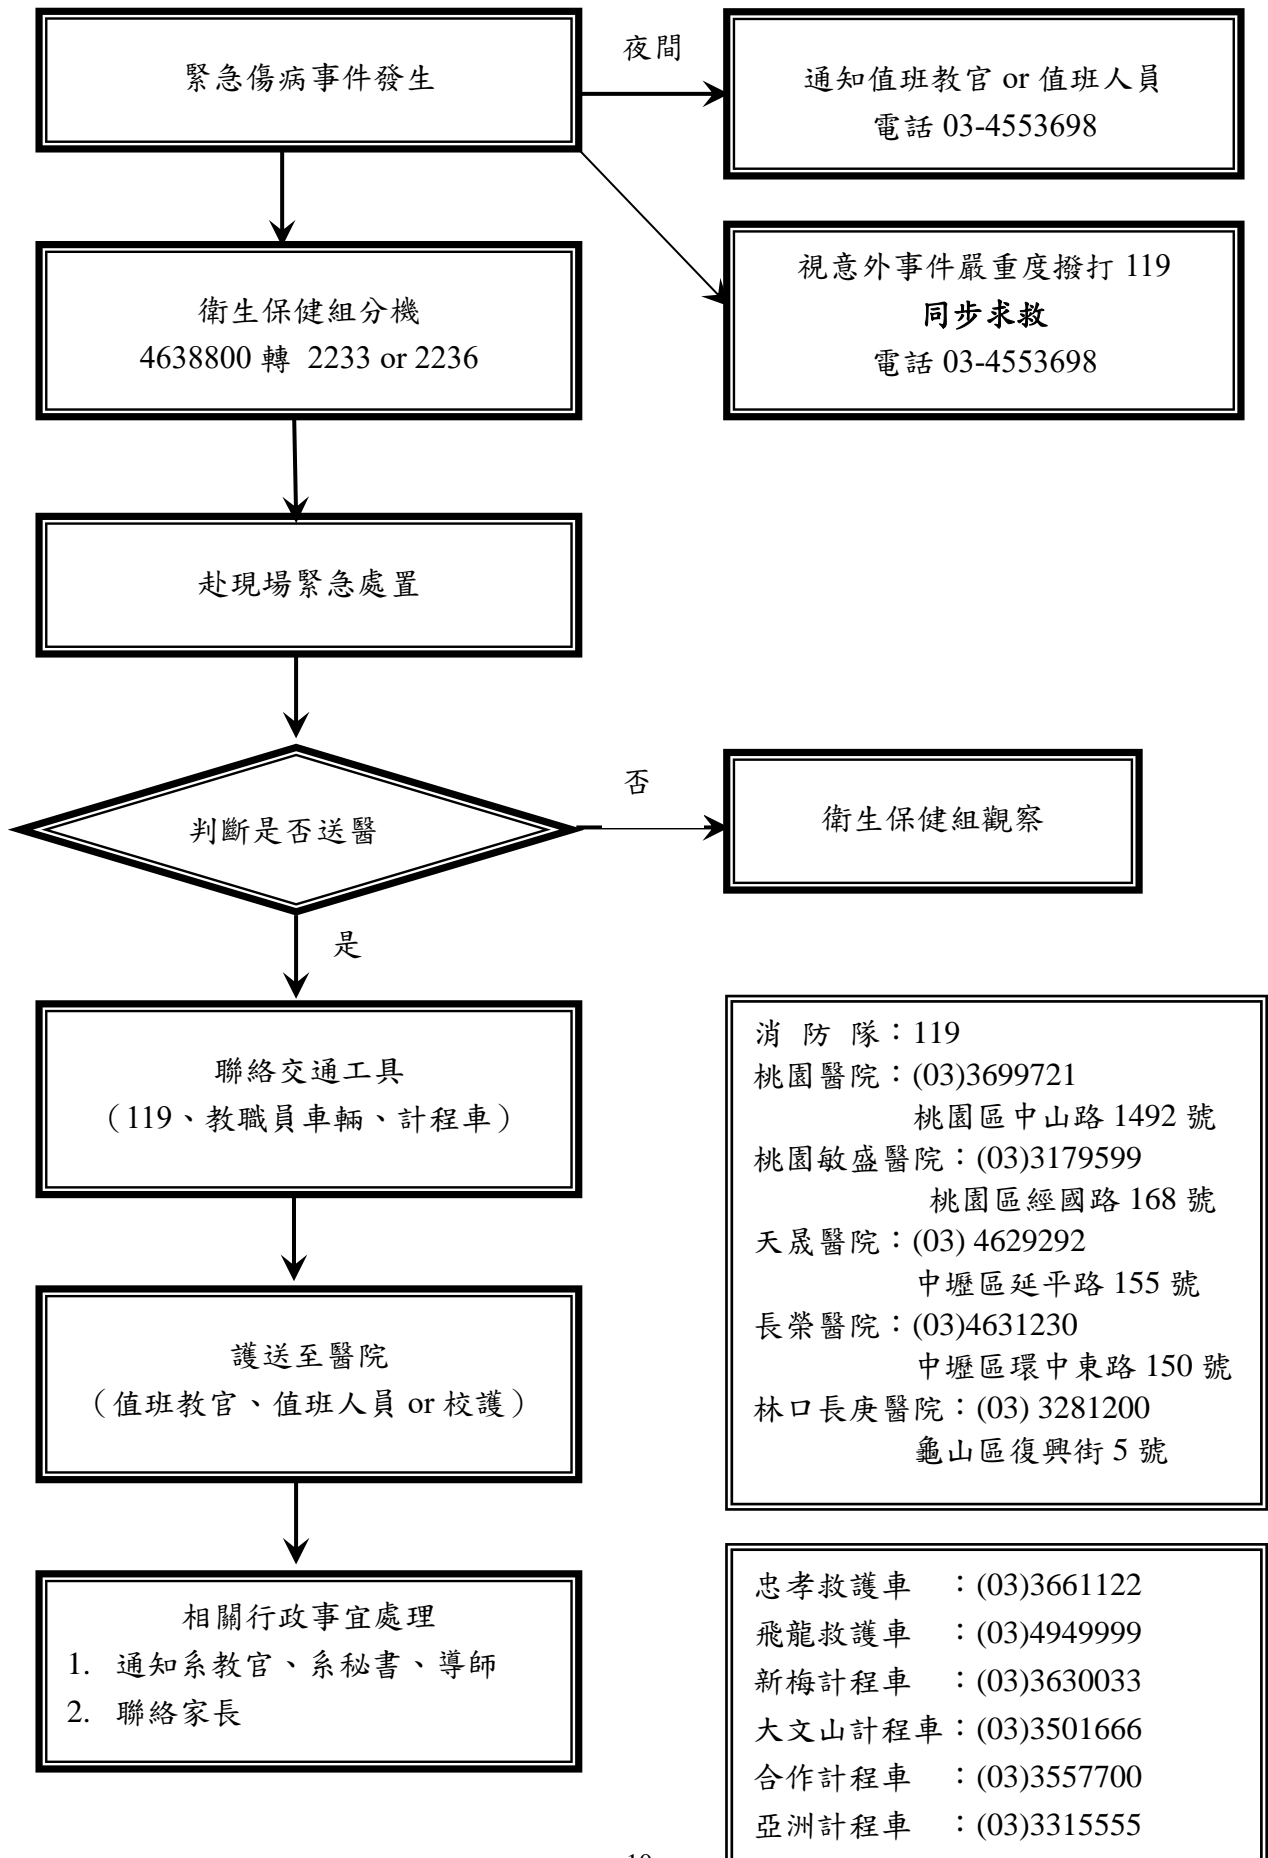 緊急傷病事件發生
夜間
通知值班教官 or 值班人員
電話 03-4553698
視意外事件嚴重度撥打 119
同步求救
電話 03-4553698
衛生保健組分機
4638800 轉 2233 or 2236
赴現場緊急處置
判斷是否送醫
否
衛生保健組觀察
是
聯絡交通工具
（119、教職員車輛、計程車）
護送至醫院
（值班教官、值班人員 or 校護）
相關行政事宜處理
1. 通知系教官、系秘書、導師
2. 聯絡家長
消 防 隊：119
桃園醫院：(03)3699721
桃園區中山路 1492 號
桃園敏盛醫院：(03)3179599
桃園區經國路 168 號
天晟醫院：(03) 4629292
中壢區延平路 155 號
長榮醫院：(03)4631230
中壢區環中東路 150 號
林口長庚醫院：(03) 3281200
龜山區復興街 5 號
忠孝救護車 ：(03)3661122
飛龍救護車 ：(03)4949999
新梅計程車 ：(03)3630033
大文山計程車：(03)3501666
合作計程車 ：(03)3557700
亞洲計程車 ：(03)3315555